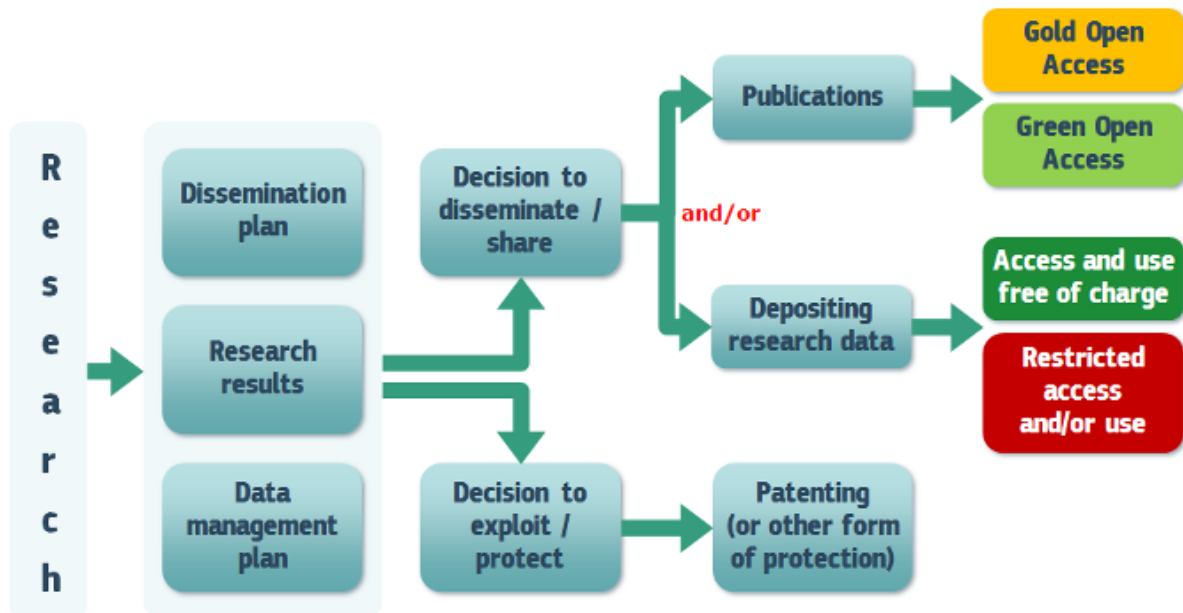 Research
Dissemination
plan
Research
results
Data
management
plan
Decision to
disseminate /
share
Decision to
exploit /
protect
and/or
Publications
Depositing
research data
Patenting
(or other form
of protection)
Gold Open
Access
Green Open
Access
Access and use
free of charge
Restricted
access
and/or use